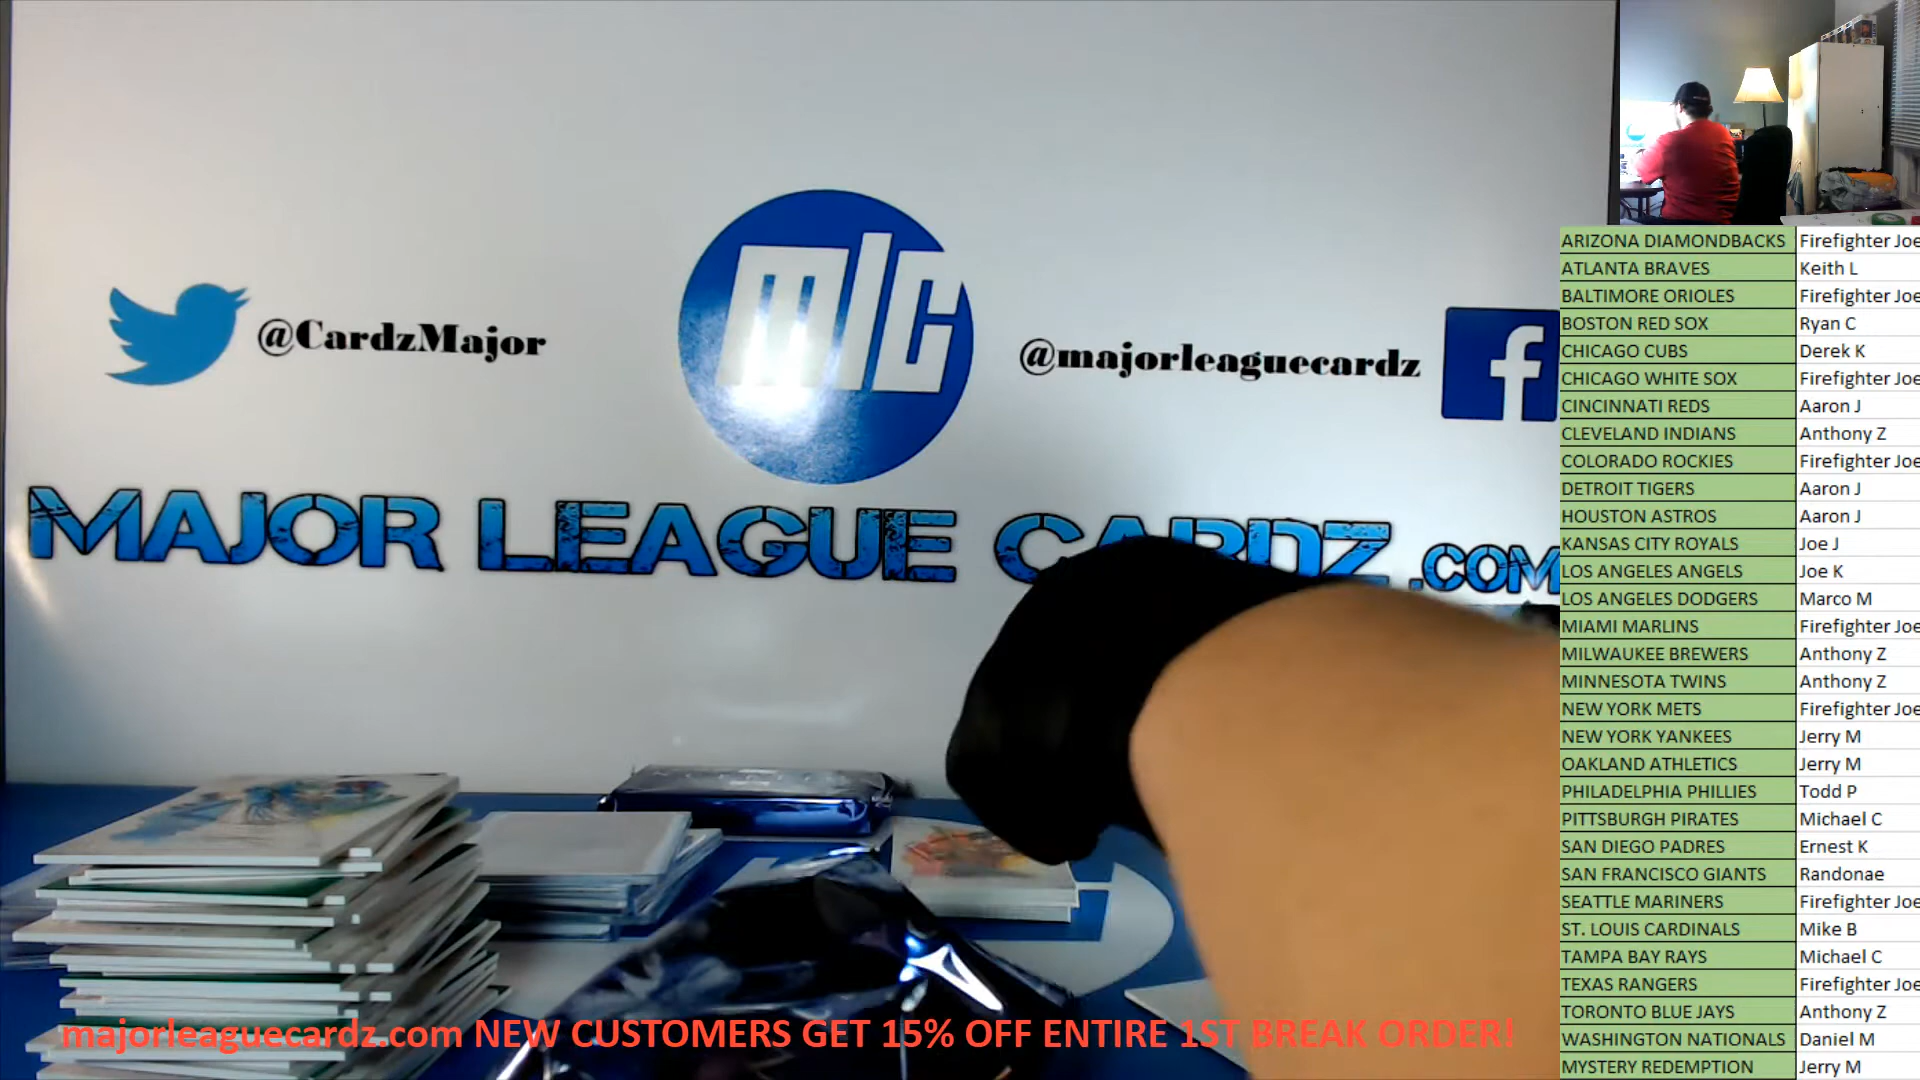 @CardzMajor
mlc
@majorleaguecardz
f
MAJOR LEAGUE CARDZ.COM
majorleaguecardz.com NEW CUSTOMERS GET 15% OFF ENTIRE 1ST BREAK ORDER!
ARIZONA DIAMONDBACKS Firefighter Joe
ATLANTA BRAVES Keith L
BALTIMORE ORIOLES Firefighter Joe
BOSTON RED SOX Ryan C
CHICAGO CUBS Derek K
CHICAGO WHITE SOX Firefighter Joe
CINCINNATI REDS Aaron J
CLEVELAND INDIANS Anthony Z
COLORADO ROCKIES Firefighter Joe
DETROIT TIGERS Aaron J
HOUSTON ASTROS Aaron J
KANSAS CITY ROYALS Joe J
LOS ANGELES ANGELS Joe K
LOS ANGELES DODGERS Marco M
MIAMI MARLINS Firefighter Joe
MILWAUKEE BREWERS Anthony Z
MINNESOTA TWINS Anthony Z
NEW YORK METS Firefighter Joe
NEW YORK YANKEES Jerry M
OAKLAND ATHLETICS Jerry M
PHILADELPHIA PHILLIES Todd P
PITTSBURGH PIRATES Michael C
SAN DIEGO PADRES Ernest K
SAN FRANCISCO GIANTS Randonae
SEATTLE MARINERS Firefighter Joe
ST. LOUIS CARDINALS Mike B
TAMPA BAY RAYS Michael C
TEXAS RANGERS Firefighter Joe
TORONTO BLUE JAYS Anthony Z
WASHINGTON NATIONALS Daniel M
MYSTERY REDEMPTION Jerry M